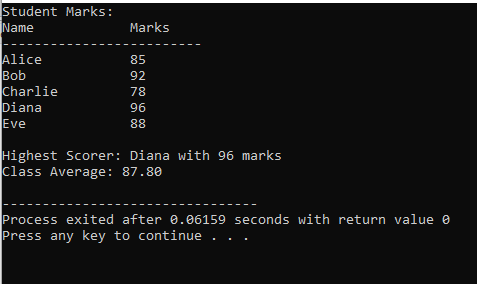 Student Marks:
Name            Marks
-------------------------
Alice           85
Bob             92
Charlie         78
Diana           96
Eve             88

Highest Scorer: Diana with 96 marks
Class Average: 87.80

--------------------------------
Process exited after 0.06159 seconds with return value 0
Press any key to continue . . .